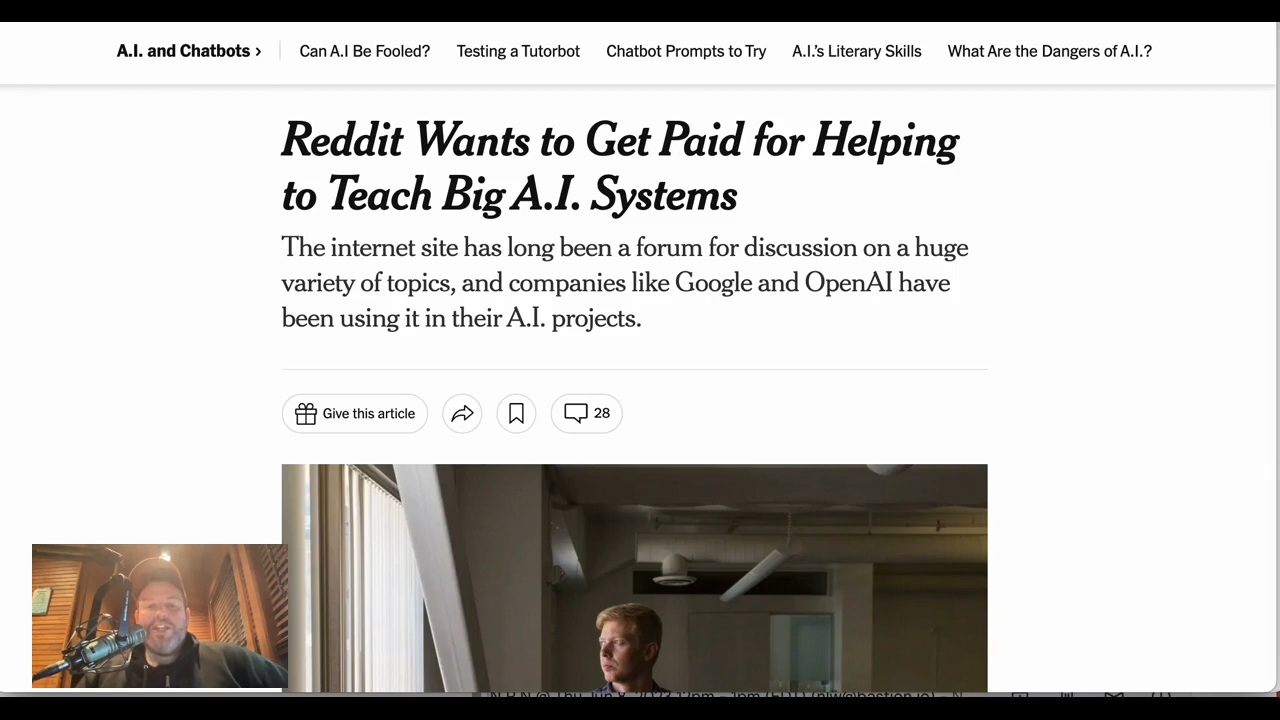 A.I. and Chatbots ›
Can A.I Be Fooled?
Testing a Tutorbot
Chatbot Prompts to Try
A.I.'s Literary Skills
What Are the Dangers of A.I.?
Reddit Wants to Get Paid for Helping
to Teach Big A.I. Systems
The internet site has long been a forum for discussion on a huge
variety of topics, and companies like Google and OpenAI have
been using it in their A.I. projects.
Give this article
28